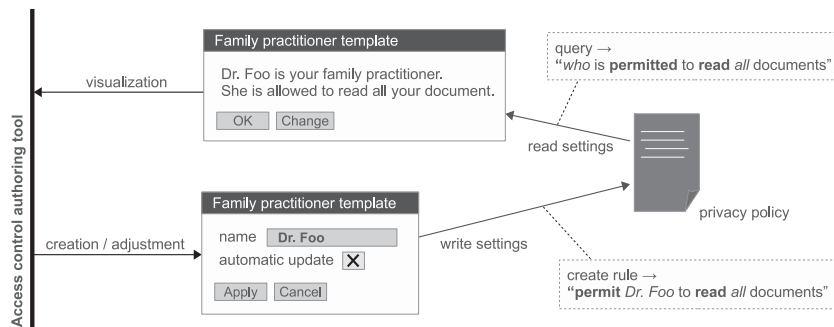 Access control authoring tool
visualization
Family practitioner template
Dr. Foo is your family practitioner.
She is allowed to read all your document.
OK Change
query →
“who is permitted to read all documents”
read settings
privacy policy
creation / adjustment
Family practitioner template
name Dr. Foo
automatic update X
Apply Cancel
write settings
create rule →
“permit Dr. Foo to read all documents”